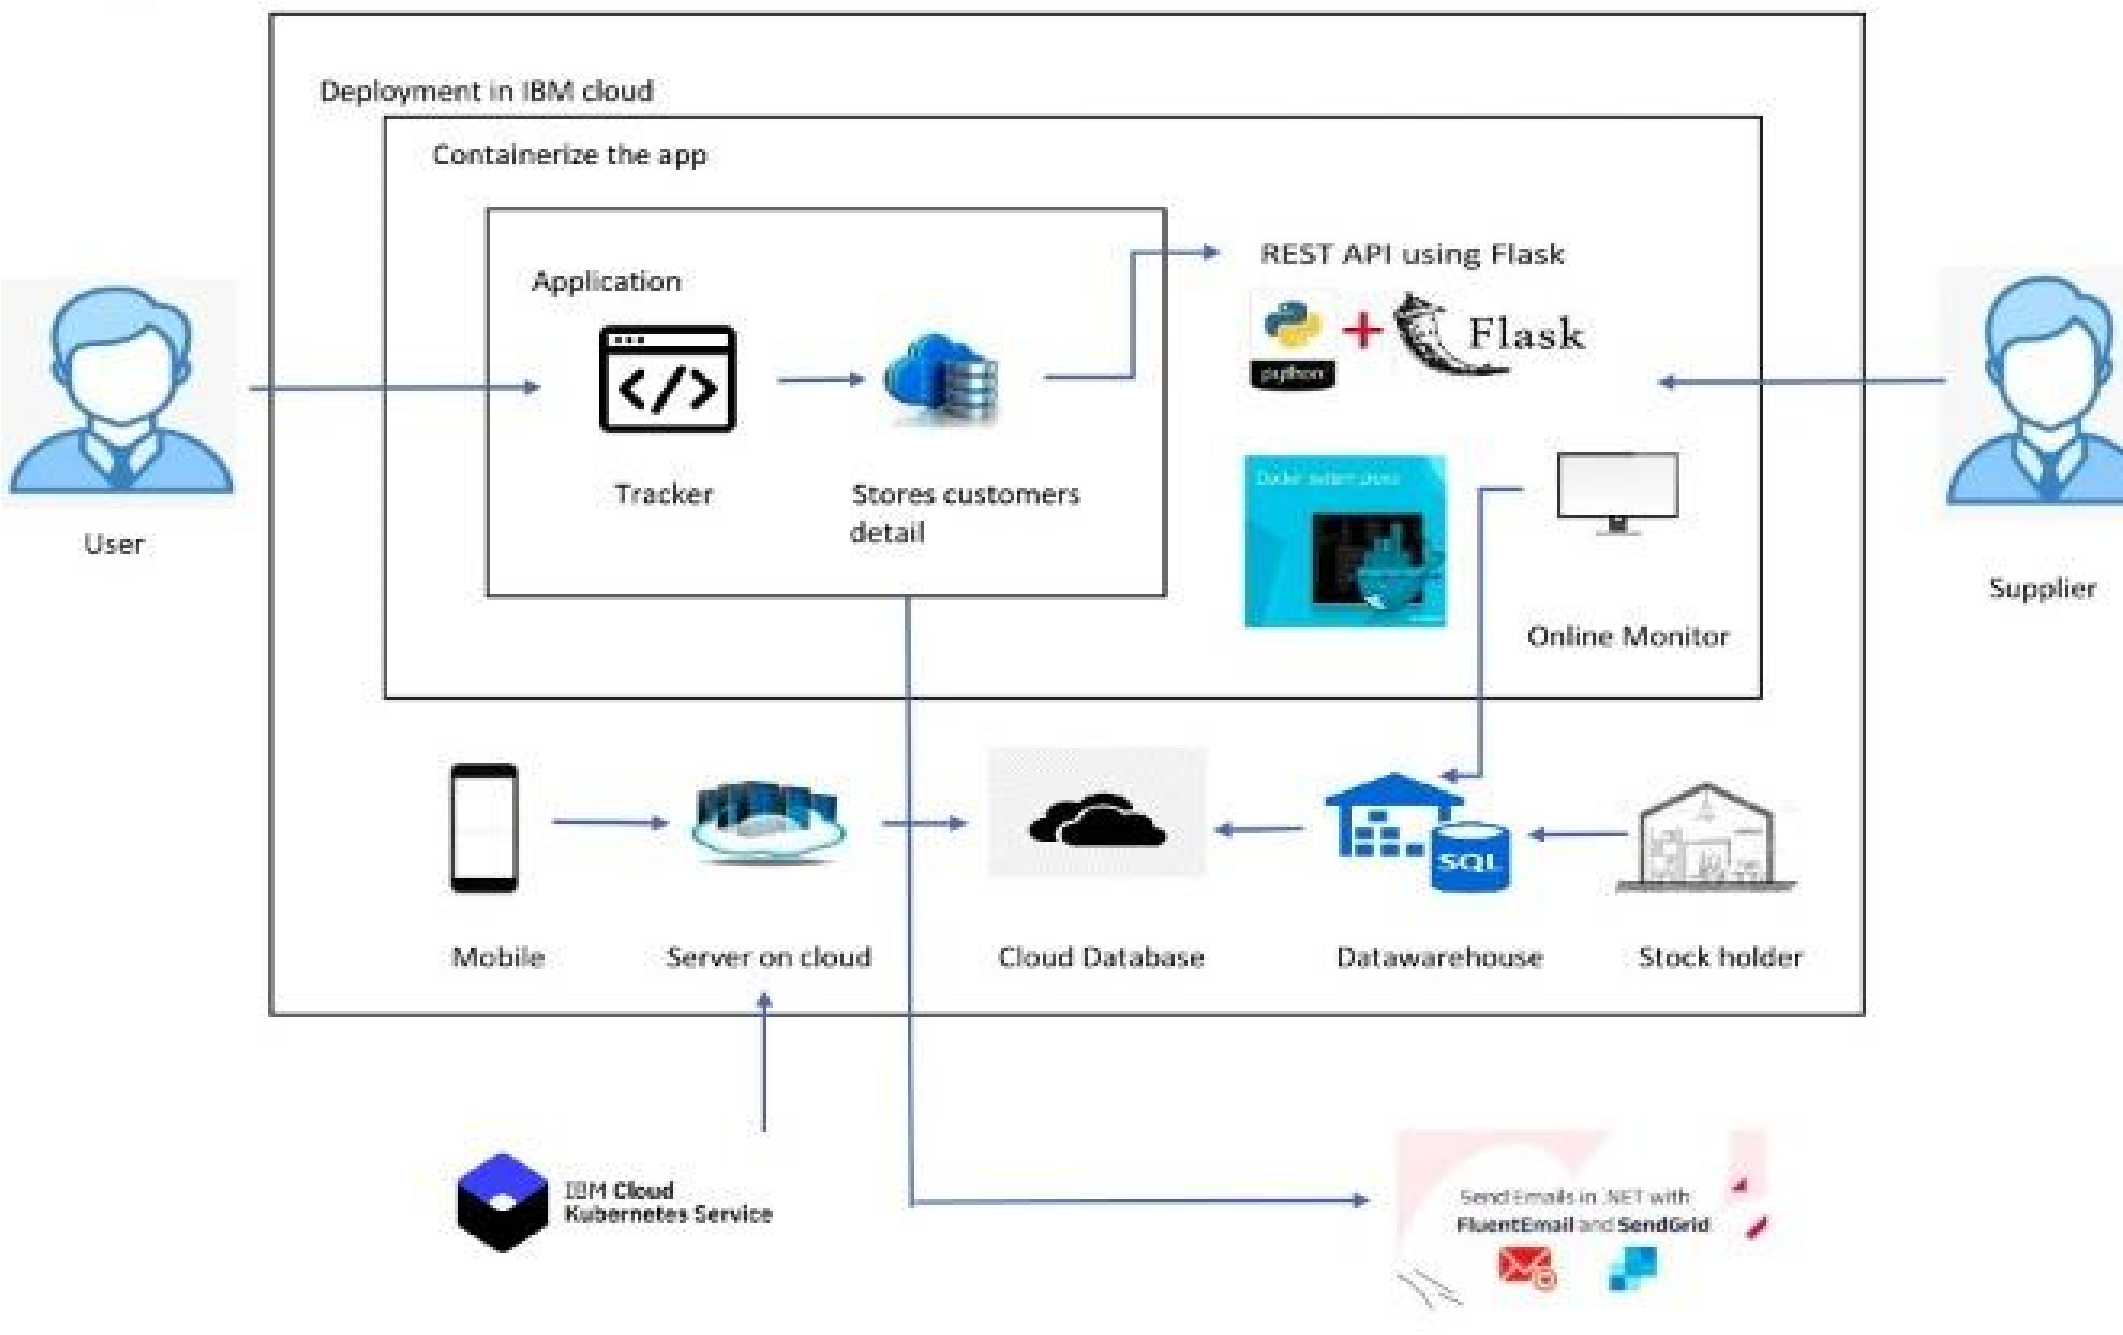 Deployment in IBM cloud
Containerize the app
Application
Tracker
Stores customers
detail
REST API using Flask
python
Flask
Online Monitor
User
Supplier
Mobile
Server on cloud
Cloud Database
Datawarehouse
SQL
Stock holder
IBM Cloud
Kubernetes Service
Send Emails in .NET with
FluentEmail and SendGrid